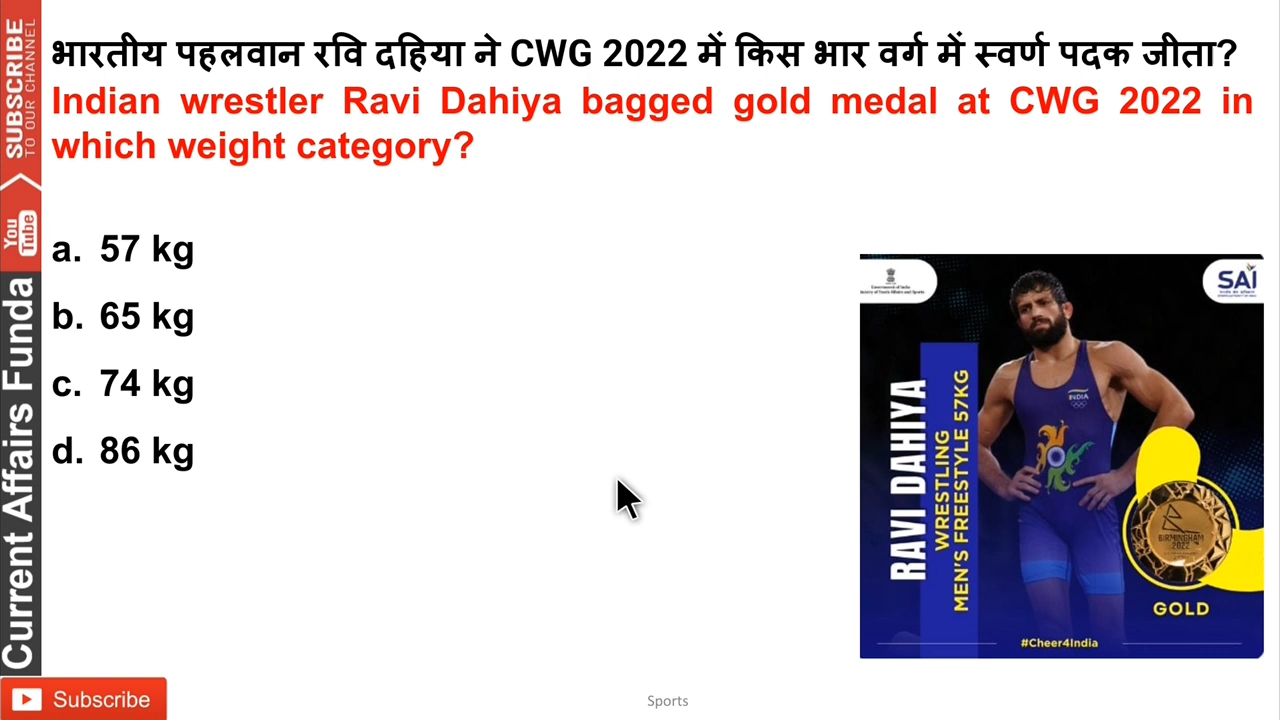 SUBSCRIBE
TO OUR CHANNEL
You
Tube
Current Affairs Funda
भारतीय पहलवान रवि दहिया ने CWG 2022 में किस भार वर्ग में स्वर्ण पदक जीता?
Indian wrestler Ravi Dahiya bagged gold medal at CWG 2022 in
which weight category?
a. 57 kg
b. 65 kg
c. 74 kg
d. 86 kg
SAI
INDIA
RAVI DAHIYA
WRESTLING
MEN'S FREESTYLE 57KG
BIRMINGHAM
2022
GOLD
#Cheer4India
Subscribe
Sports